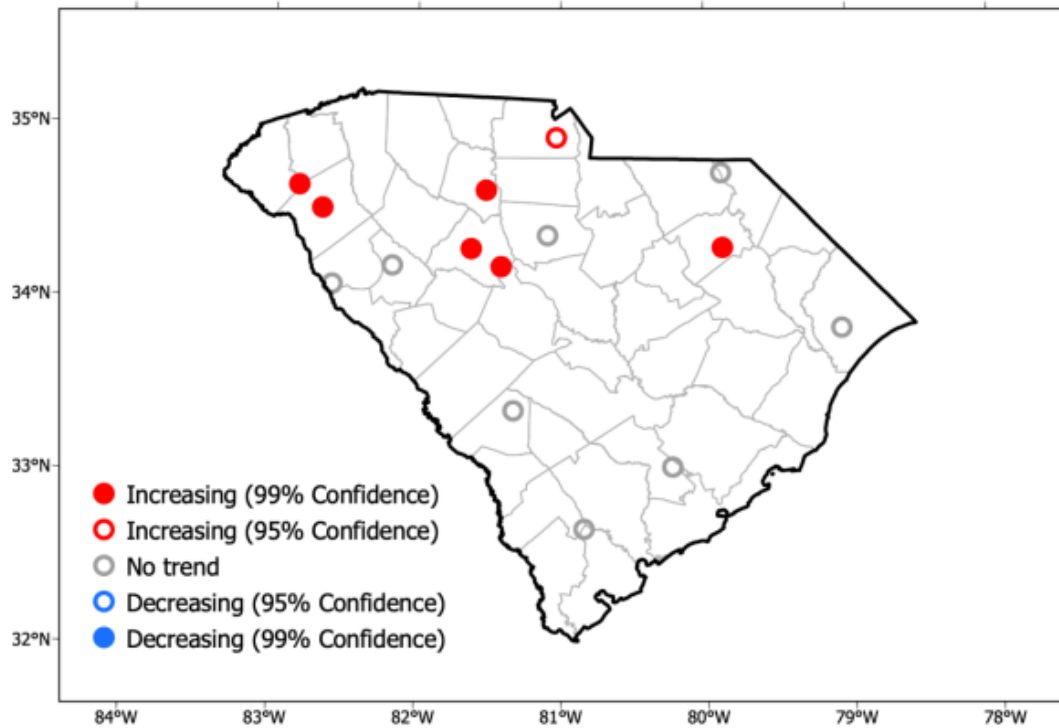 35°N
34°N
33°N
Increasing (99% Confidence)
Increasing (95% Confidence)
No trend
Decreasing (95% Confidence)
Decreasing (99% Confidence)
32°N
84°W 83°W 82°W 81°W 80°W 79°W 78°W